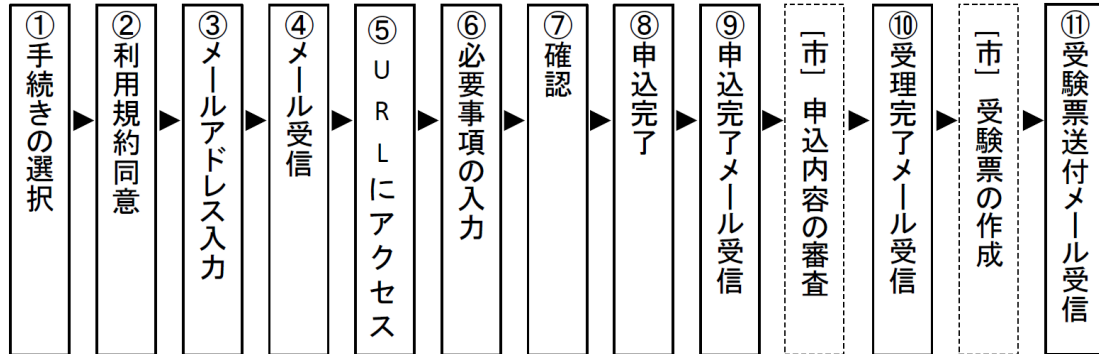 ①手続きの選択
②利用規約同意
③メールアドレス入力
④メール受信
⑤URLにアクセス
⑥必要事項の入力
⑦確認
⑧申込完了
⑨申込完了メール受信
[市] 申込内容の審査
⑩受理完了メール受信
[市] 受験票の作成
⑪受験票送付メール受信